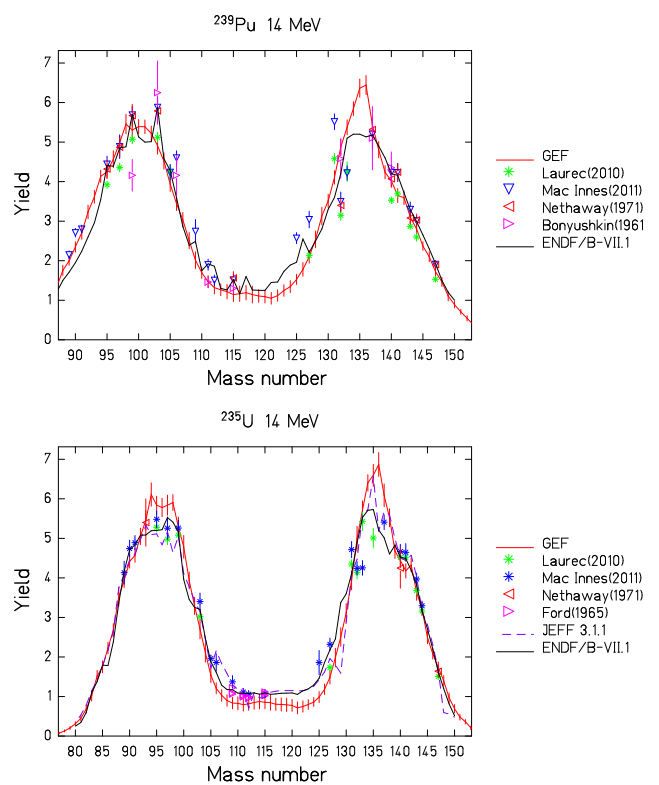 ²³⁹Pu 14 MeV
7
6
5
4
3
2
1
0
Yield
90 95 100 105 110 115 120 125 130 135 140 145 150
Mass number
GEF
Laurec(2010)
Mac Innes(2011)
Nethaway(1971)
Bonyushkin(1961
ENDF/B-VII.1
²³⁵U 14 MeV
7
6
5
4
3
2
1
0
Yield
80 85 90 95 100 105 110 115 120 125 130 135 140 145 150
Mass number
GEF
Laurec(2010)
Mac Innes(2011)
Nethaway(1971)
Ford(1965)
JEFF 3.1.1
ENDF/B-VII.1